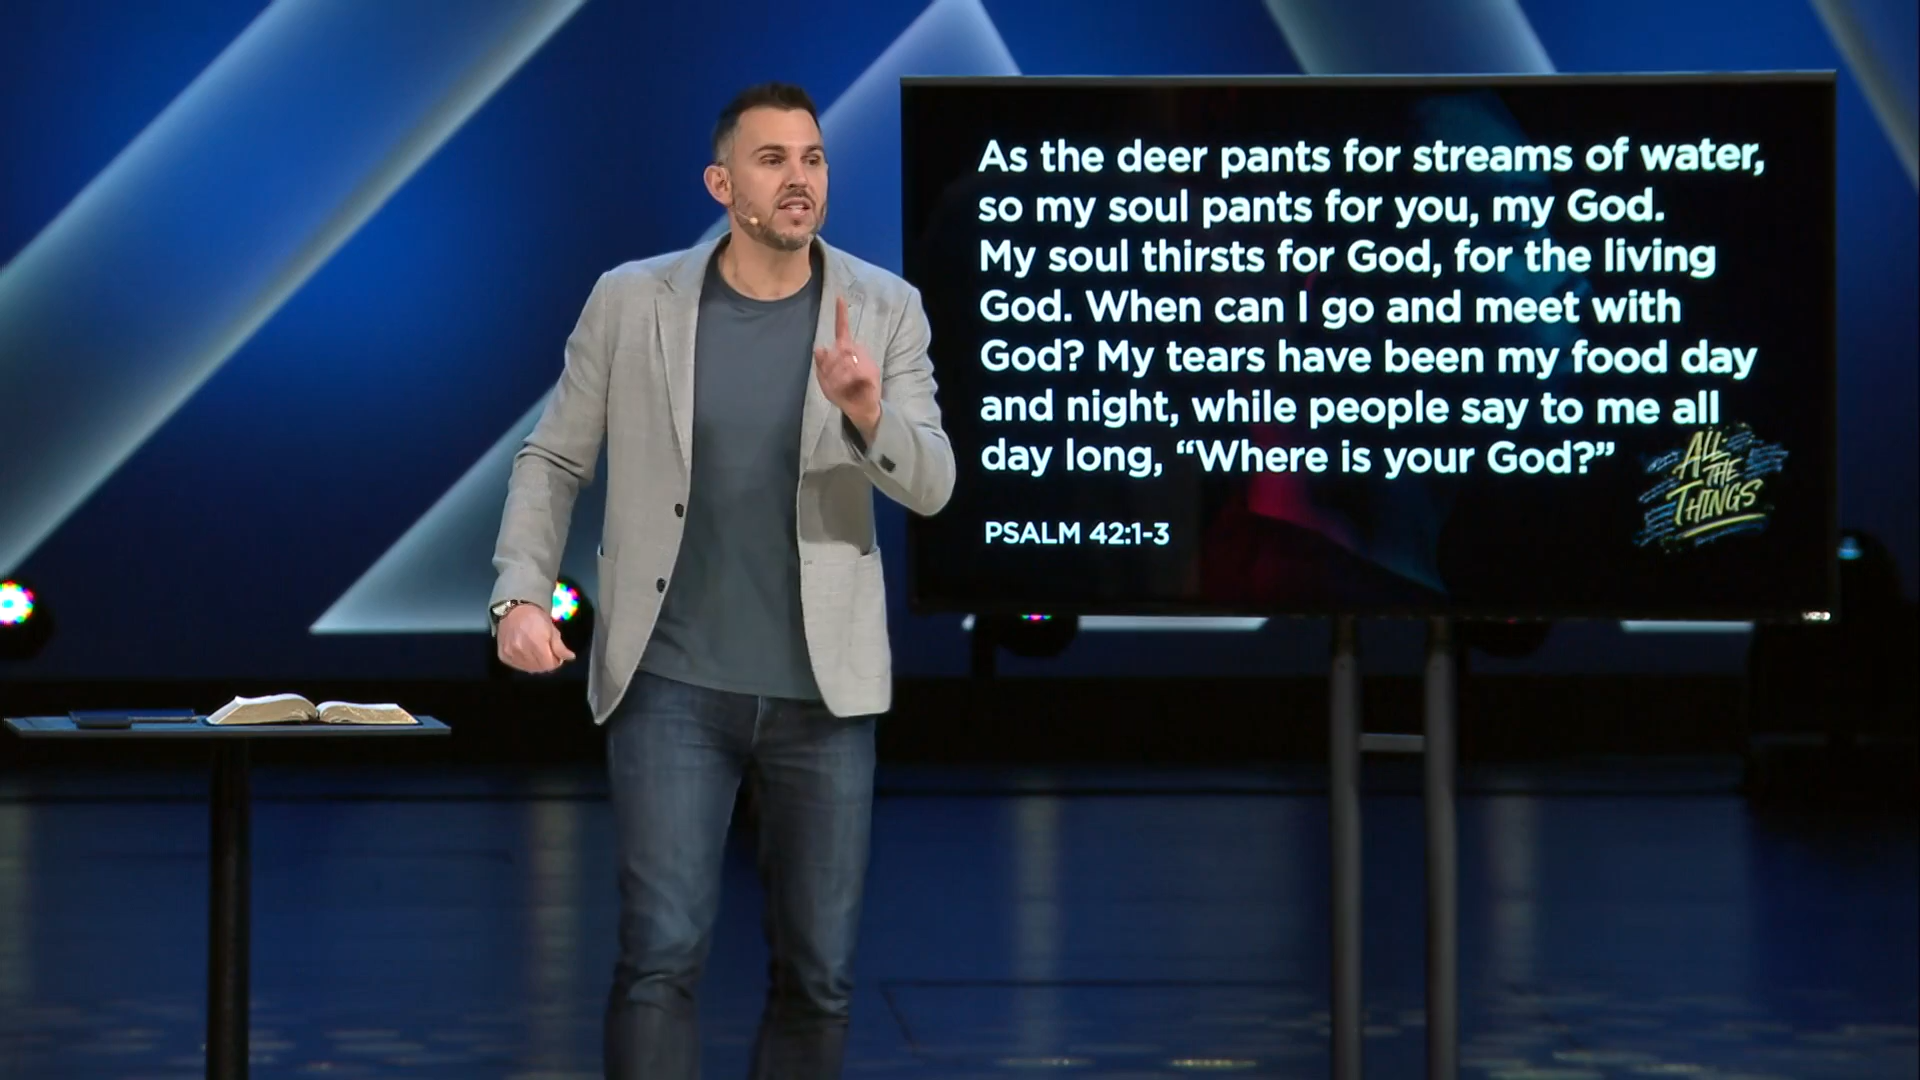 As the deer pants for streams of water,
so my soul pants for you, my God.
My soul thirsts for God, for the living
God. When can I go and meet with
God? My tears have been my food day
and night, while people say to me all
day long, “Where is your God?”
ALL
THE
THINGS
PSALM 42:1-3